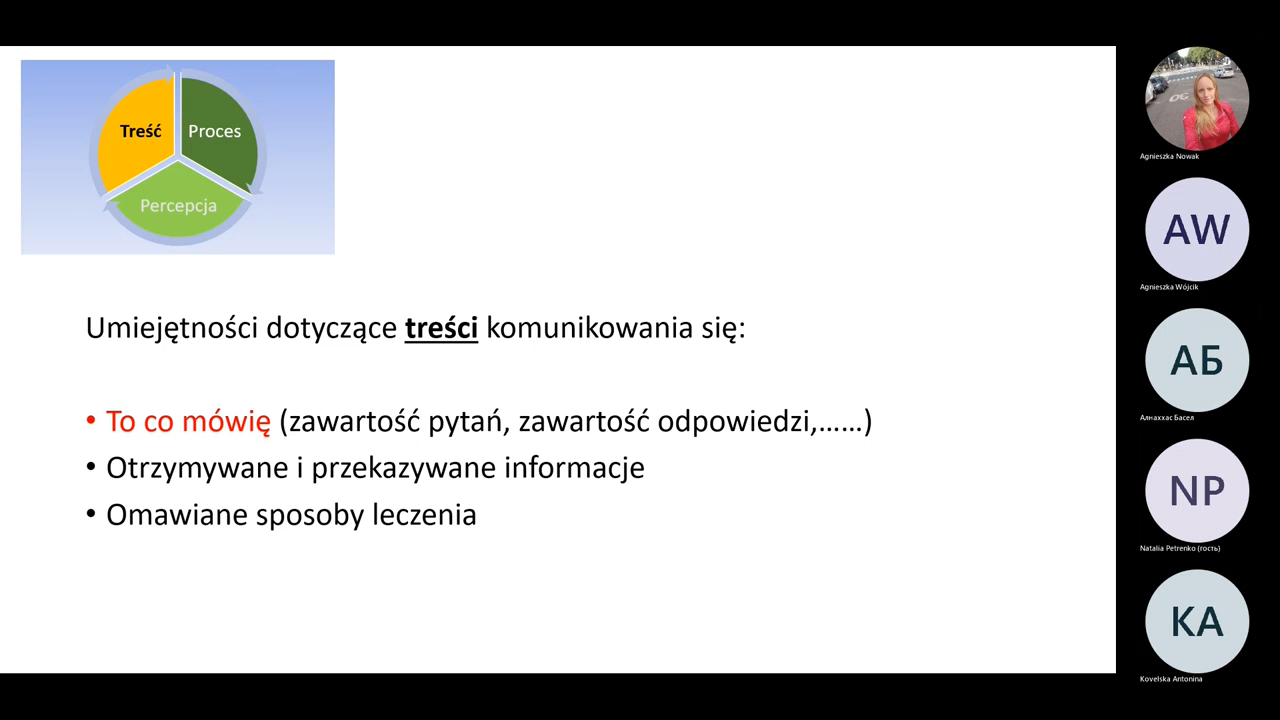 Treść
Proces
Percepcja
Umiejętności dotyczące treści komunikowania się:
• To co mówię (zawartość pytań, zawartość odpowiedzi,......)
• Otrzymywane i przekazywane informacje
• Omawiane sposoby leczenia
Agnieszka Nowak
AW
Agnieszka Wójcik
АБ
Алнаххас Басел
NP
Natalia Petrenko (гость)
KA
Kovelska Antonina